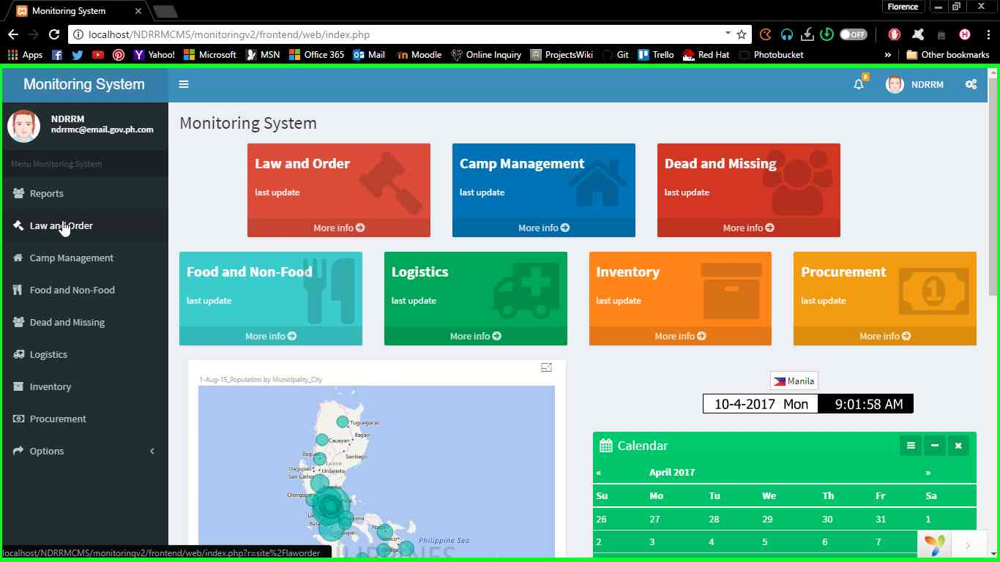 Monitoring System
Florence
localhost/NDRRMCMS/monitoringv2/frontend/web/index.php
OFF
H
Apps Yahoo! Microsoft MSN Office 365 Mail Moodle Online Inquiry ProjectsWiki Git Trello Red Hat Photobucket » Other bookmarks
Monitoring System
NDRRM
NDRRM
ndrrmc@email.gov.ph.com
Menu Monitoring System
Reports
Law and Order
Camp Management
Food and Non-Food
Dead and Missing
Logistics
Inventory
Procurement
Options
Monitoring System
Law and Order
last update
More info
Camp Management
last update
More info
Dead and Missing
last update
More info
Food and Non-Food
last update
More info
Logistics
last update
More info
Inventory
last update
More info
Procurement
last update
More info
1-Aug-15_Population by Municipality_City
Tuguegarao
Ilagan
Cauayan
Santiago
Luzon
Dagupan
Urdaneta
San Carlos
Olongapo
Naga
Philippine Sea
Manila
10-4-2017 Mon 9:01:58 AM
Calendar
« April 2017 »
Su Mo Tu We Th Fr Sa
26 27 28 29 30 31 1
2 3 4 5 6 7
localhost/NDRRMCMS/monitoringv2/frontend/web/index.php?r=site%2Flaworder